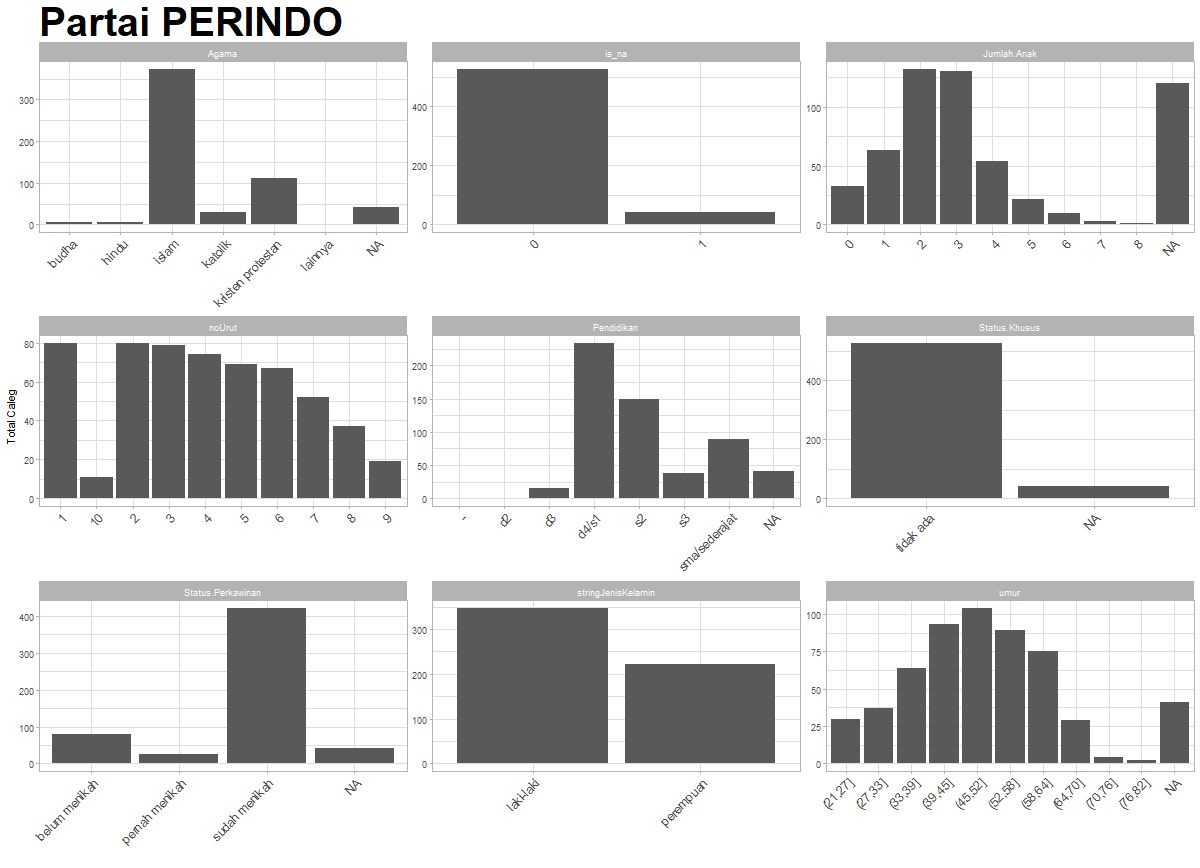 Partai PERINDO
Agama
300
200
100
0
budha
hindu
islam
katolik
kristen protestan
lainnya
NA
is_na
400
200
0
0
1
Jumlah.Anak
100
50
0
0
1
2
3
4
5
6
7
8
NA
Total Caleg
noUrut
80
60
40
20
0
1
10
2
3
4
5
6
7
8
9
Pendidikan
200
150
100
50
0
-
d2
d3
d4/s1
s2
s3
sma/sederajat
NA
Status.Khusus
400
200
0
tidak ada
NA
Status.Perkawinan
400
300
200
100
0
belum menikah
pernah menikah
sudah menikah
NA
stringJenisKelamin
300
200
100
0
laki-laki
perempuan
umur
100
75
50
25
0
(21,27]
(27,33]
(33,39]
(39,45]
(45,52]
(52,58]
(58,64]
(64,70]
(70,76]
(76,82]
NA